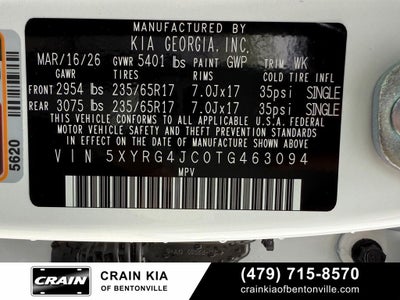 MANUFACTURED BY
KIA GEORGIA, INC.
MAR/16/26 GVWR 5401 lbs PAINT GWP TRIM WK
GAWR TIRES RIMS COLD TIRE INFL
FRONT 2954 lbs 235/65R17 7.0Jx17 35psi SINGLE
REAR 3075 lbs 235/65R17 7.0Jx17 35psi SINGLE
THIS VEHICLE CONFORMS TO ALL APPLICABLE U.S.A. FEDERAL
MOTOR VEHICLE SAFETY AND THEFT PREVENTION STANDARDS
IN EFFECT ON THE DATE OF MANUFACTURE SHOWN ABOVE
VIN 5XYRG4JC0TG463094
MPV
5620
CRAIN
CRAIN KIA
OF BENTONVILLE
(479) 715-8570
crainkiaofbentonville.com